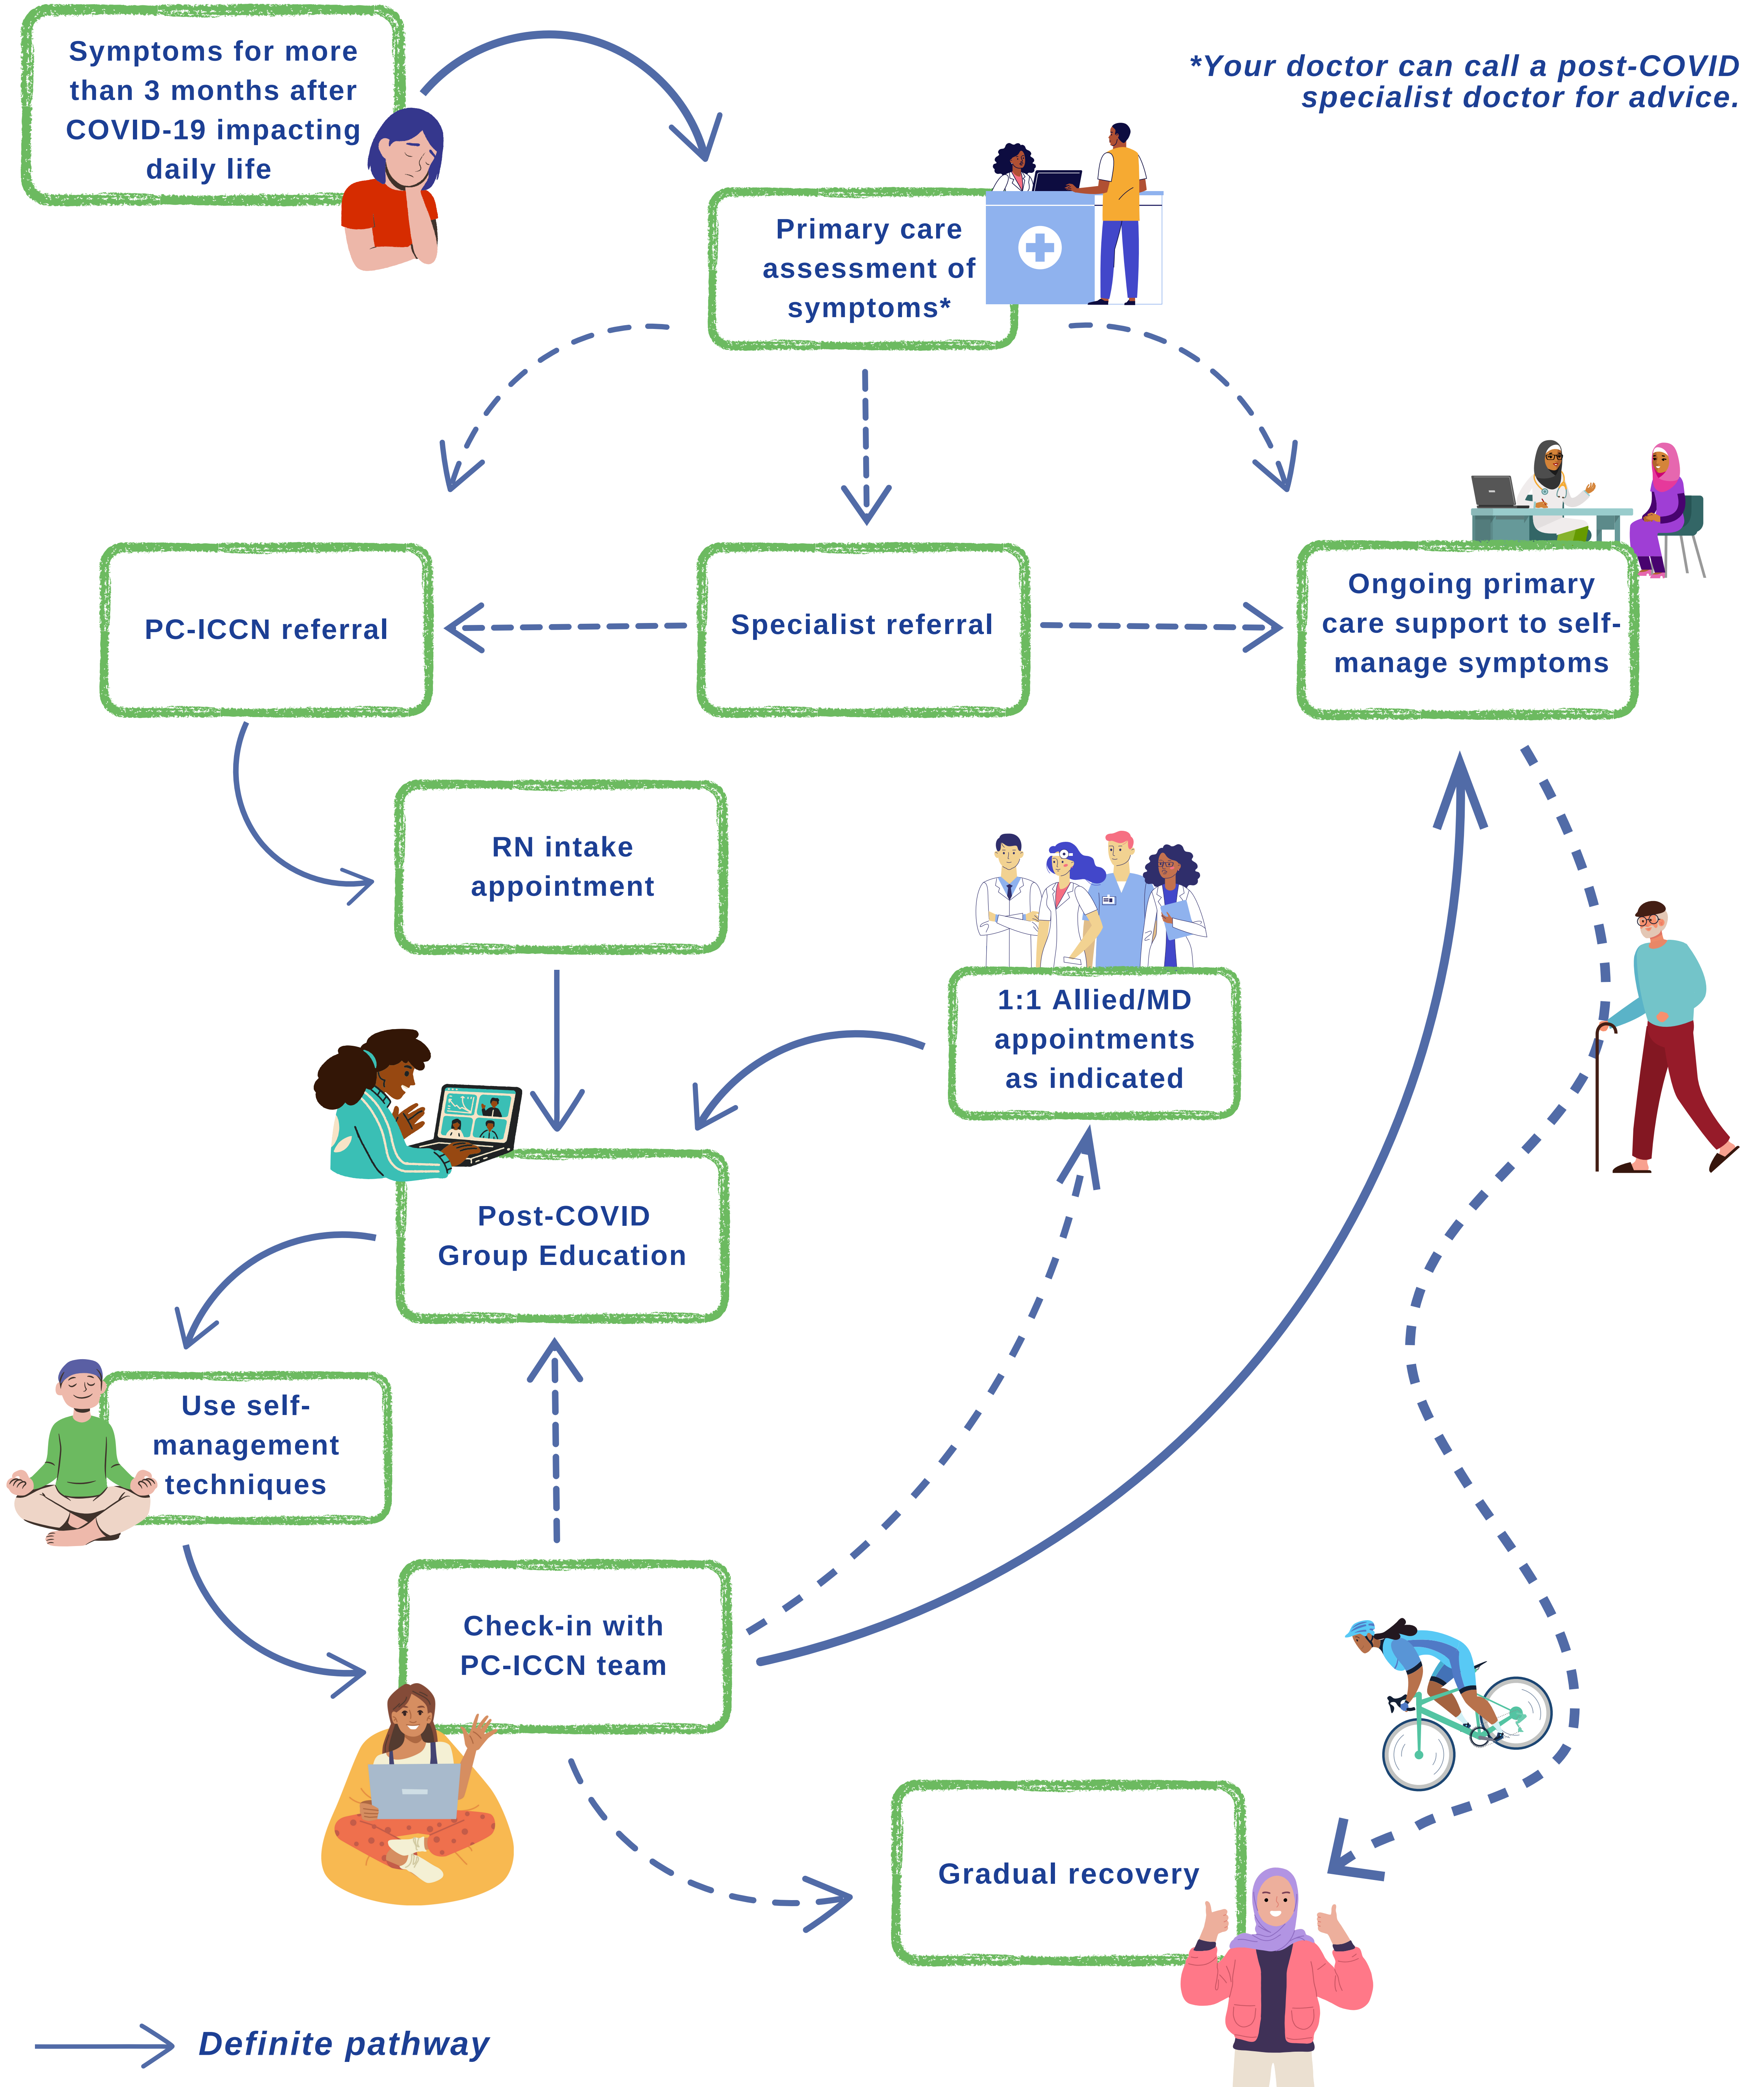 Symptoms for more
than 3 months after
COVID-19 impacting
daily life
*Your doctor can call a post-COVID
specialist doctor for advice.
Primary care
assessment of
symptoms*
PC-ICCN referral
Specialist referral
Ongoing primary
care support to self-
manage symptoms
RN intake
appointment
1:1 Allied/MD
appointments
as indicated
Post-COVID
Group Education
Use self-
management
techniques
Check-in with
PC-ICCN team
Gradual recovery
Definite pathway